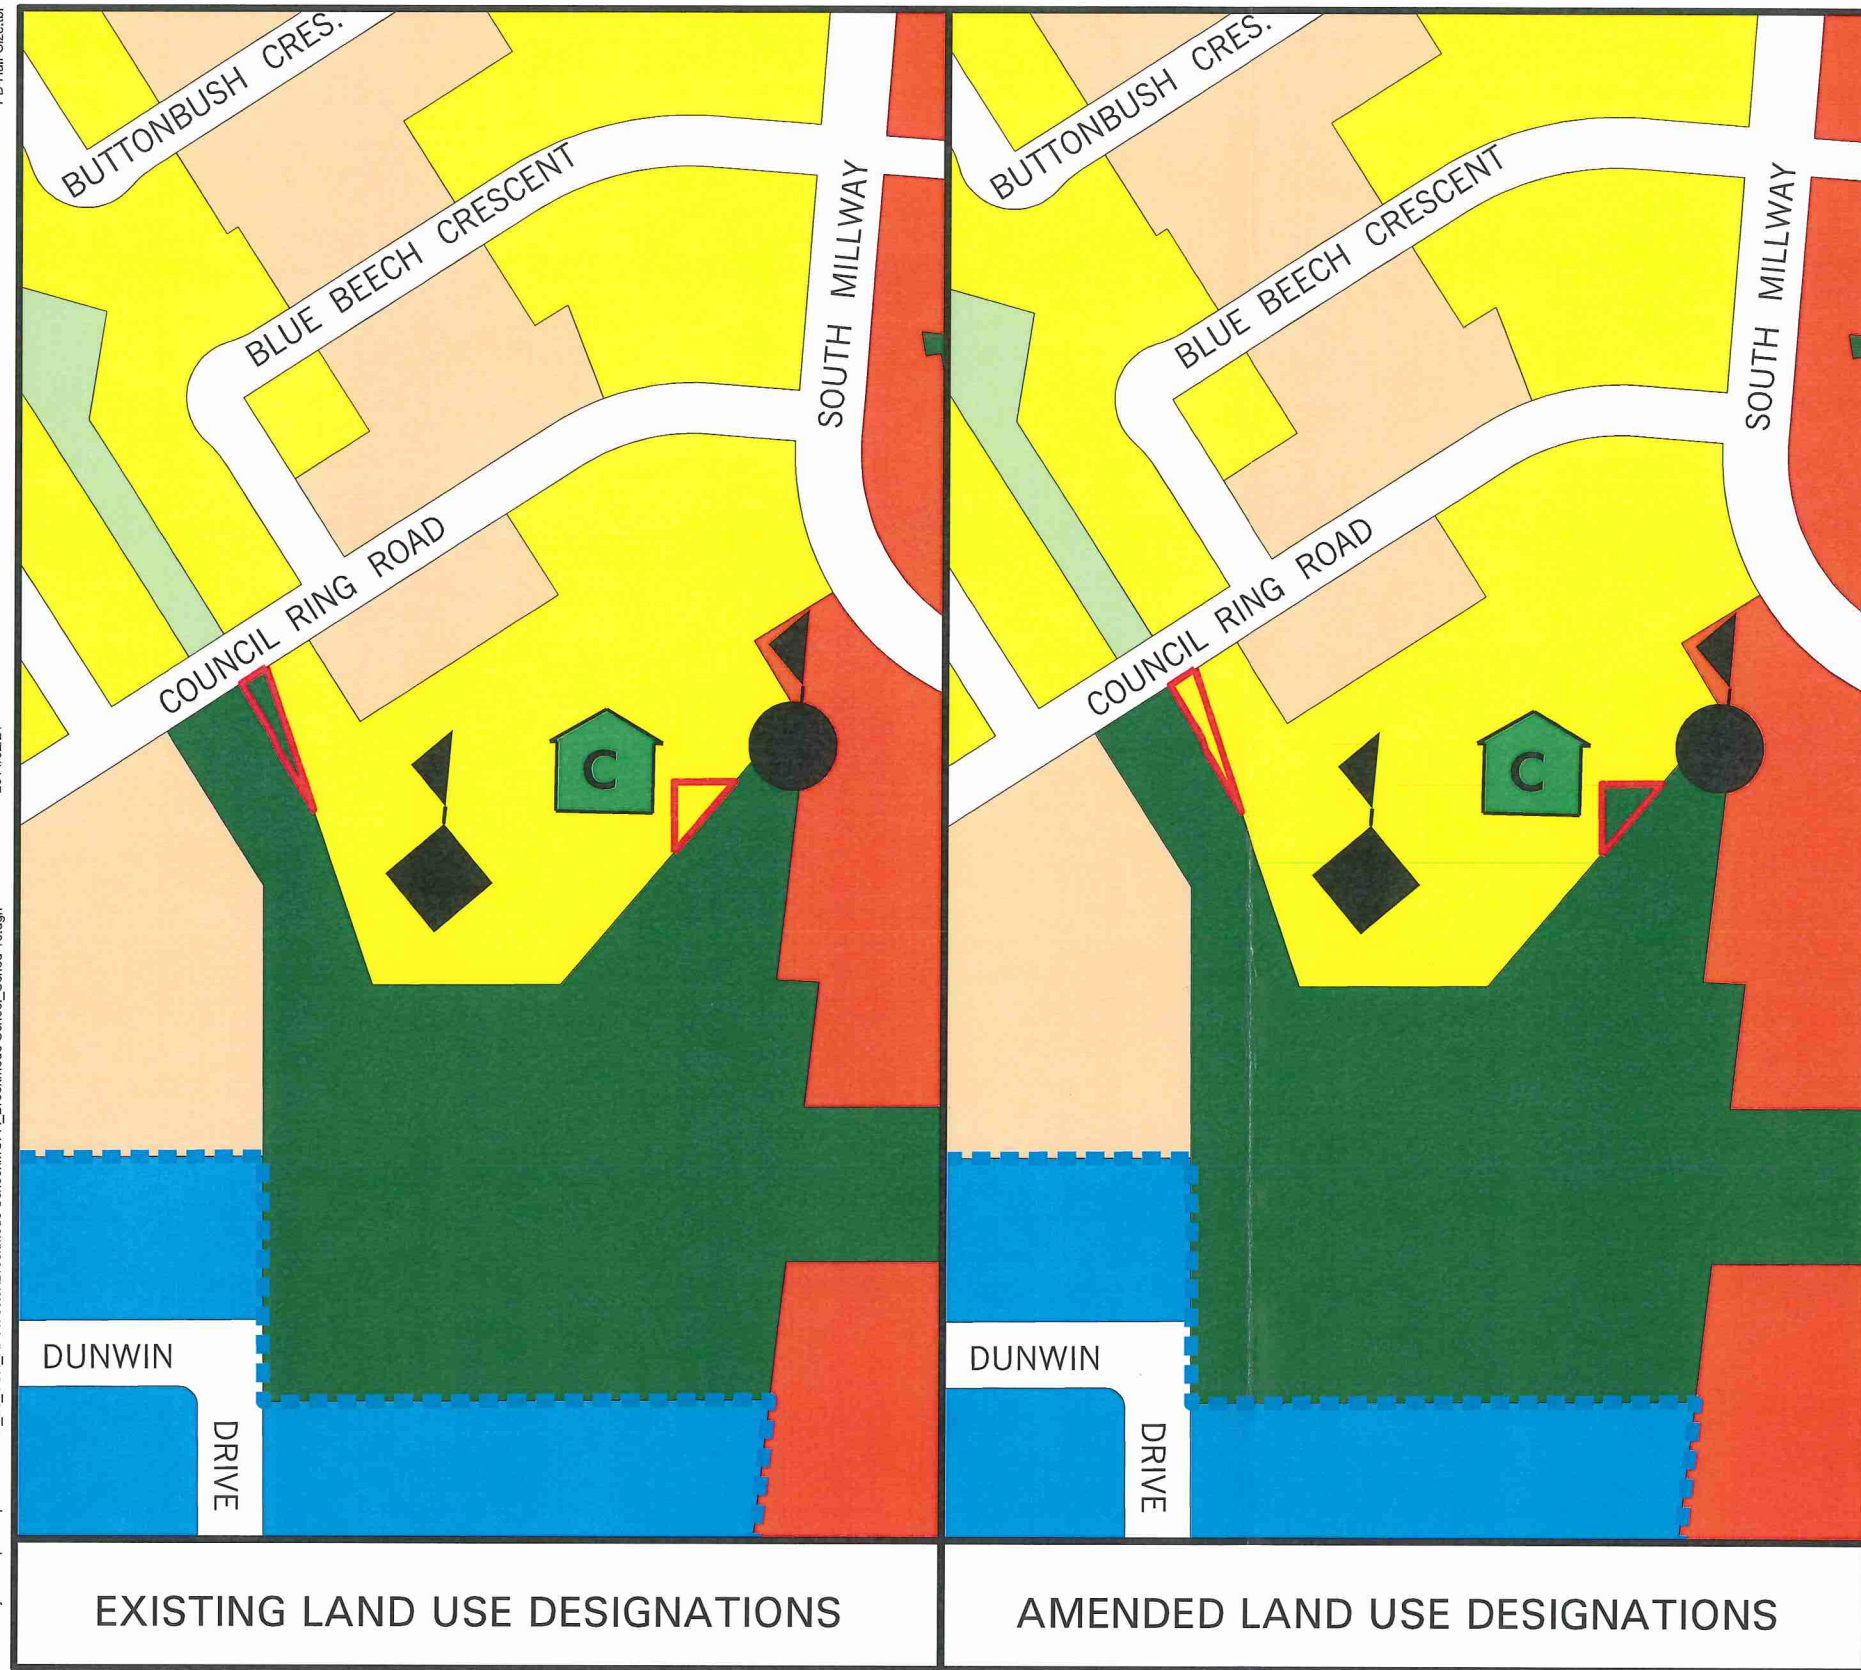 BUTTONBUSH CRES.
BLUE BEECH CRESCENT
SOUTH MILLWAY
COUNCIL RING ROAD
C
DUNWIN
DRIVE
EXISTING LAND USE DESIGNATIONS
BUTTONBUSH CRES.
BLUE BEECH CRESCENT
SOUTH MILLWAY
COUNCIL RING ROAD
C
DUNWIN
DRIVE
AMENDED LAND USE DESIGNATIONS